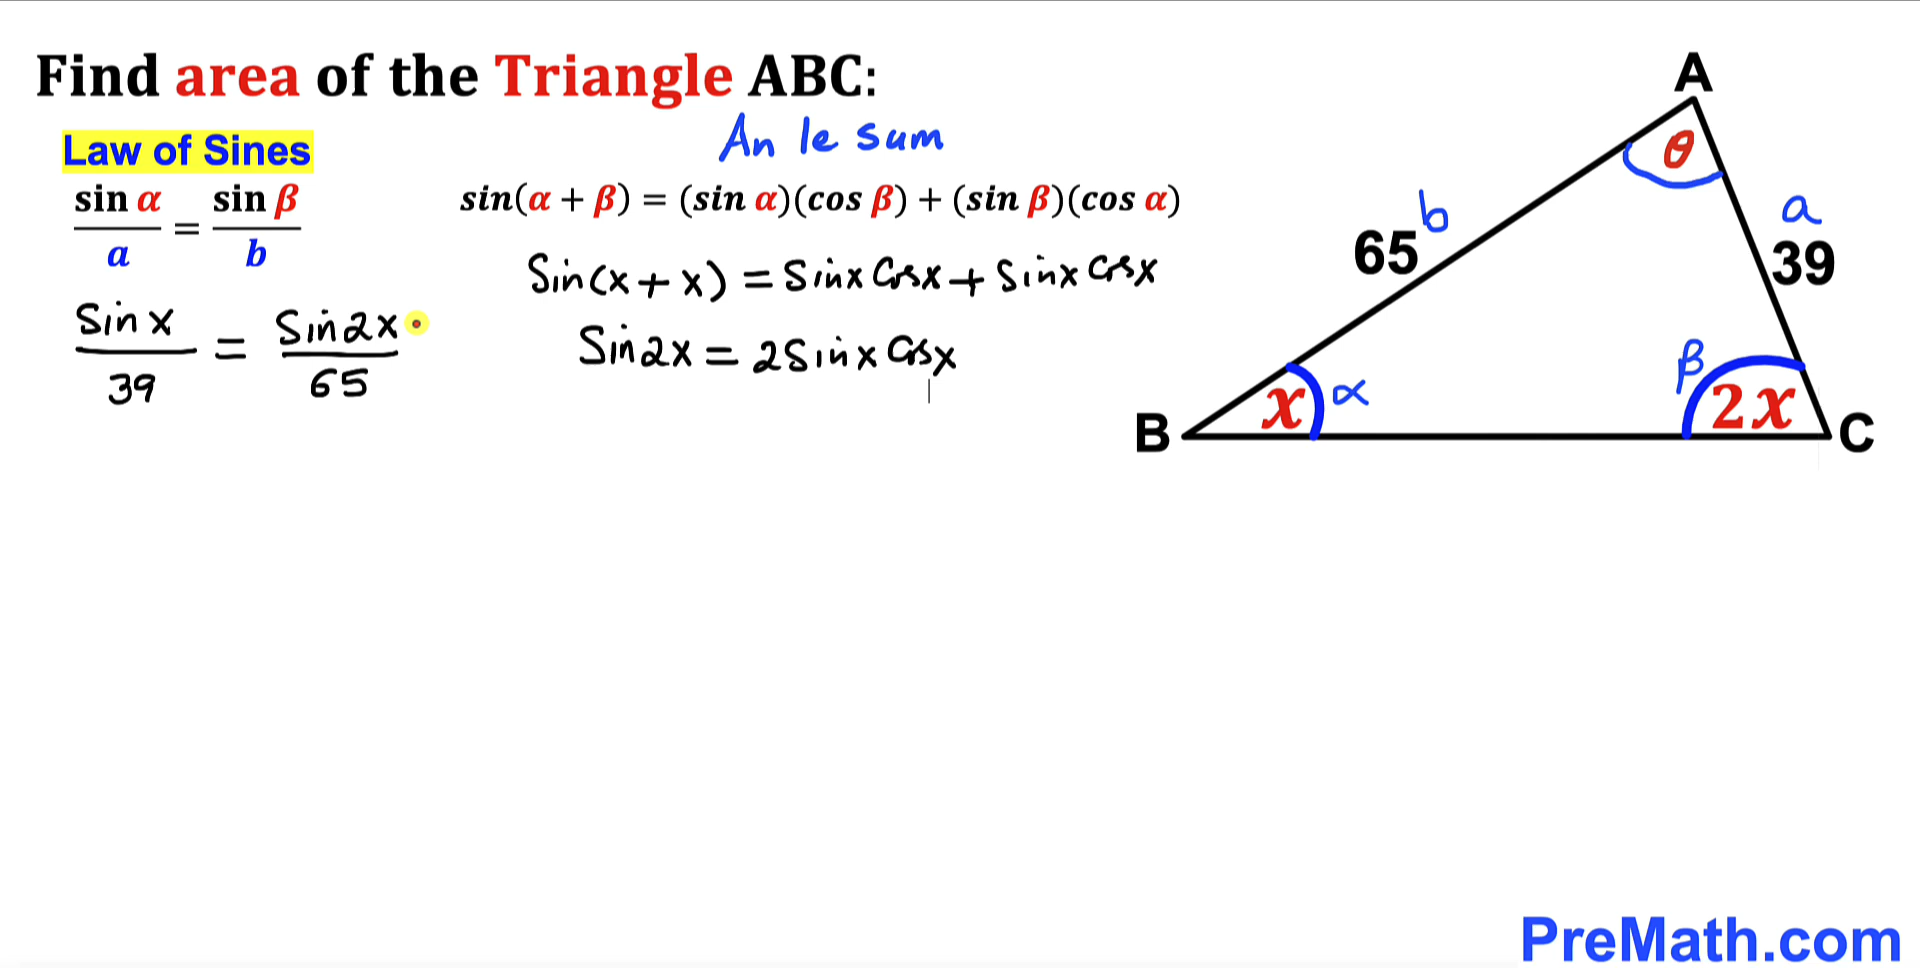 Find area of the Triangle ABC:
An le sum
Law of Sines
sin α / a = sin β / b
sin(α + β) = (sin α)(cos β) + (sin β)(cos α)
Sin x / 39 = Sin2x / 65
Sin(x + x) = Sinx Cosx + Sinx Cosx
Sin2x = 2Sinx Cosx
A
θ
b
65
a
39
B
x
α
β
2x
C
PreMath.com